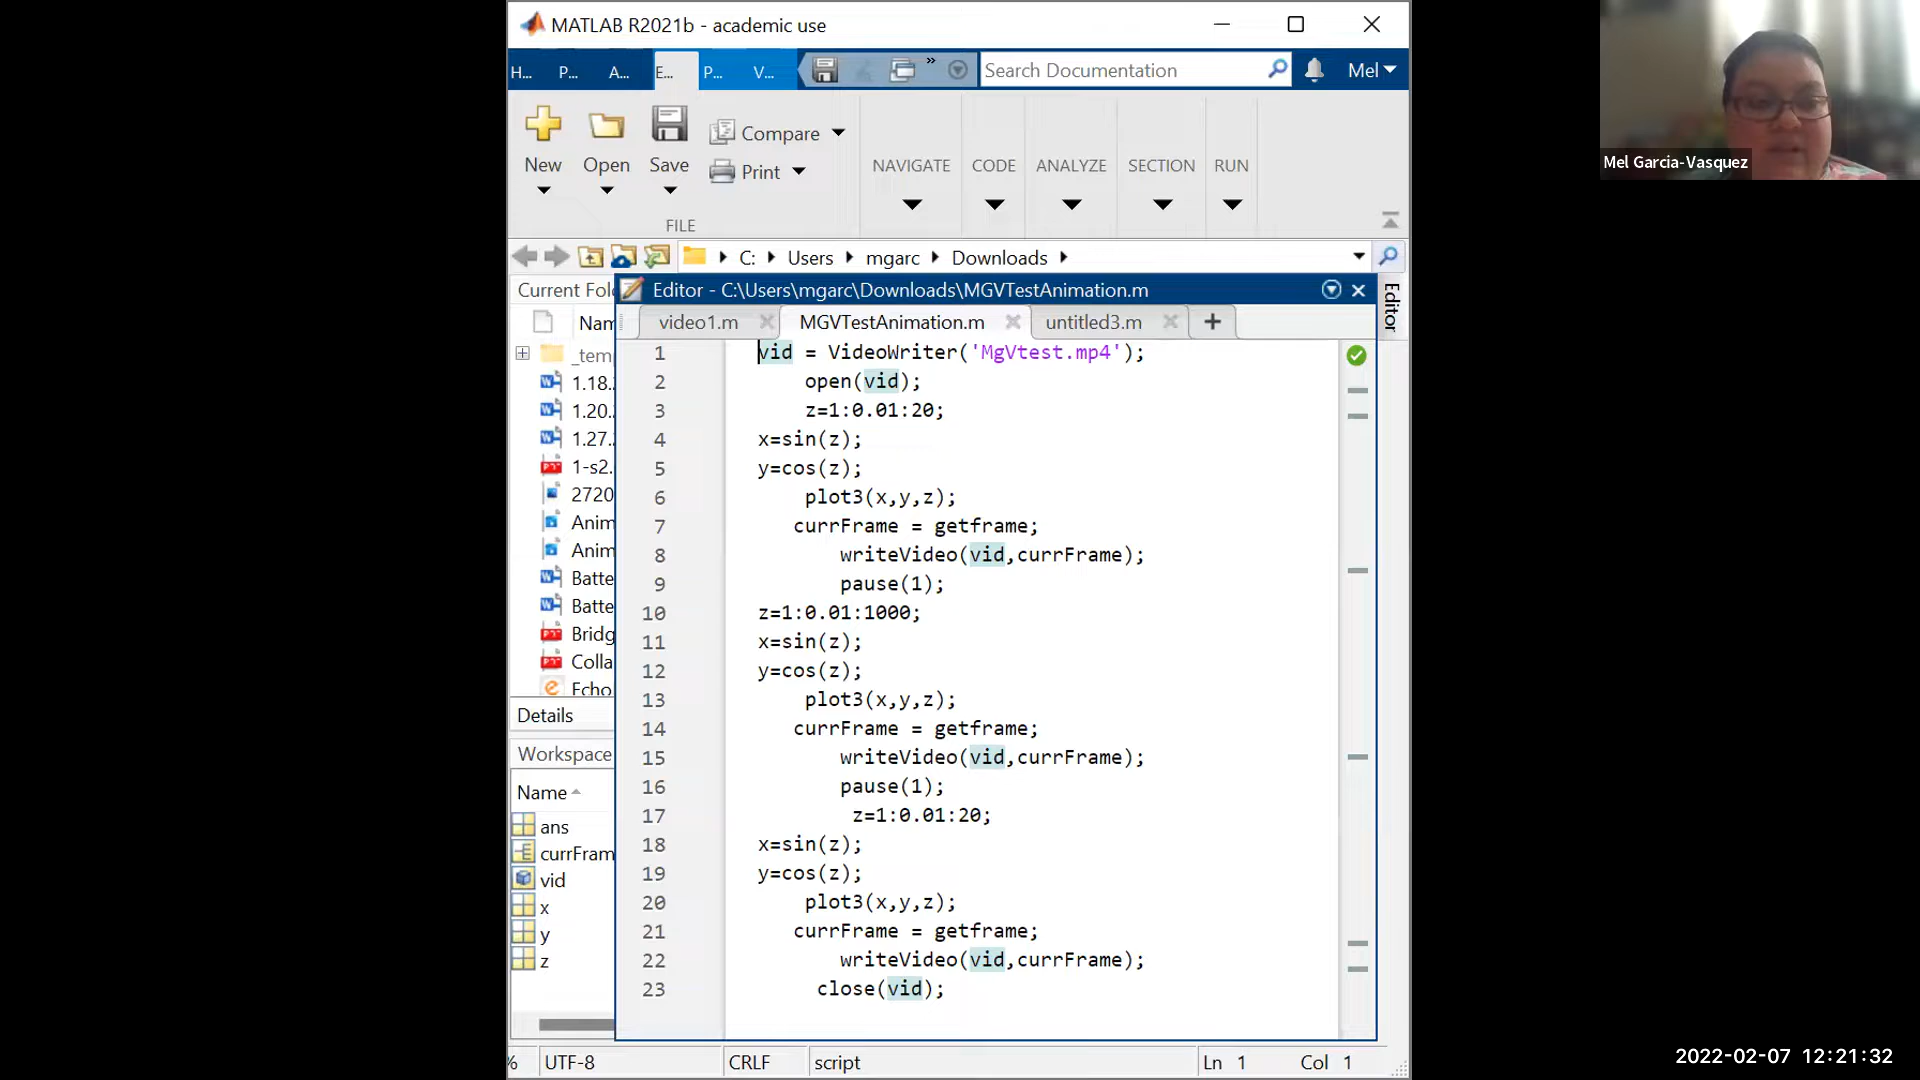 MATLAB R2021b - academic use
H... P... A... E... P... V... » Search Documentation Mel
New Open Save Compare Print
NAVIGATE CODE ANALYZE SECTION RUN
FILE
C: Users mgarc Downloads
Current Fol
Editor - C:\Users\mgarc\Downloads\MGVTestAnimation.m
Editor
video1.m MGVTestAnimation.m untitled3.m +
Nam
_tem
1.18.
1.20.
1.27.
1-s2.
2720
Anim
Anim
Batte
Batte
Bridg
Colla
Echo
Details
Workspace
Name
ans
currFram
vid
x
y
z
1 vid = VideoWriter('MgVtest.mp4');
2 open(vid);
3 z=1:0.01:20;
4 x=sin(z);
5 y=cos(z);
6 plot3(x,y,z);
7 currFrame = getframe;
8 writeVideo(vid,currFrame);
9 pause(1);
10 z=1:0.01:1000;
11 x=sin(z);
12 y=cos(z);
13 plot3(x,y,z);
14 currFrame = getframe;
15 writeVideo(vid,currFrame);
16 pause(1);
17 z=1:0.01:20;
18 x=sin(z);
19 y=cos(z);
20 plot3(x,y,z);
21 currFrame = getframe;
22 writeVideo(vid,currFrame);
23 close(vid);
% UTF-8 CRLF script Ln 1 Col 1
Mel Garcia-Vasquez
2022-02-07 12:21:32